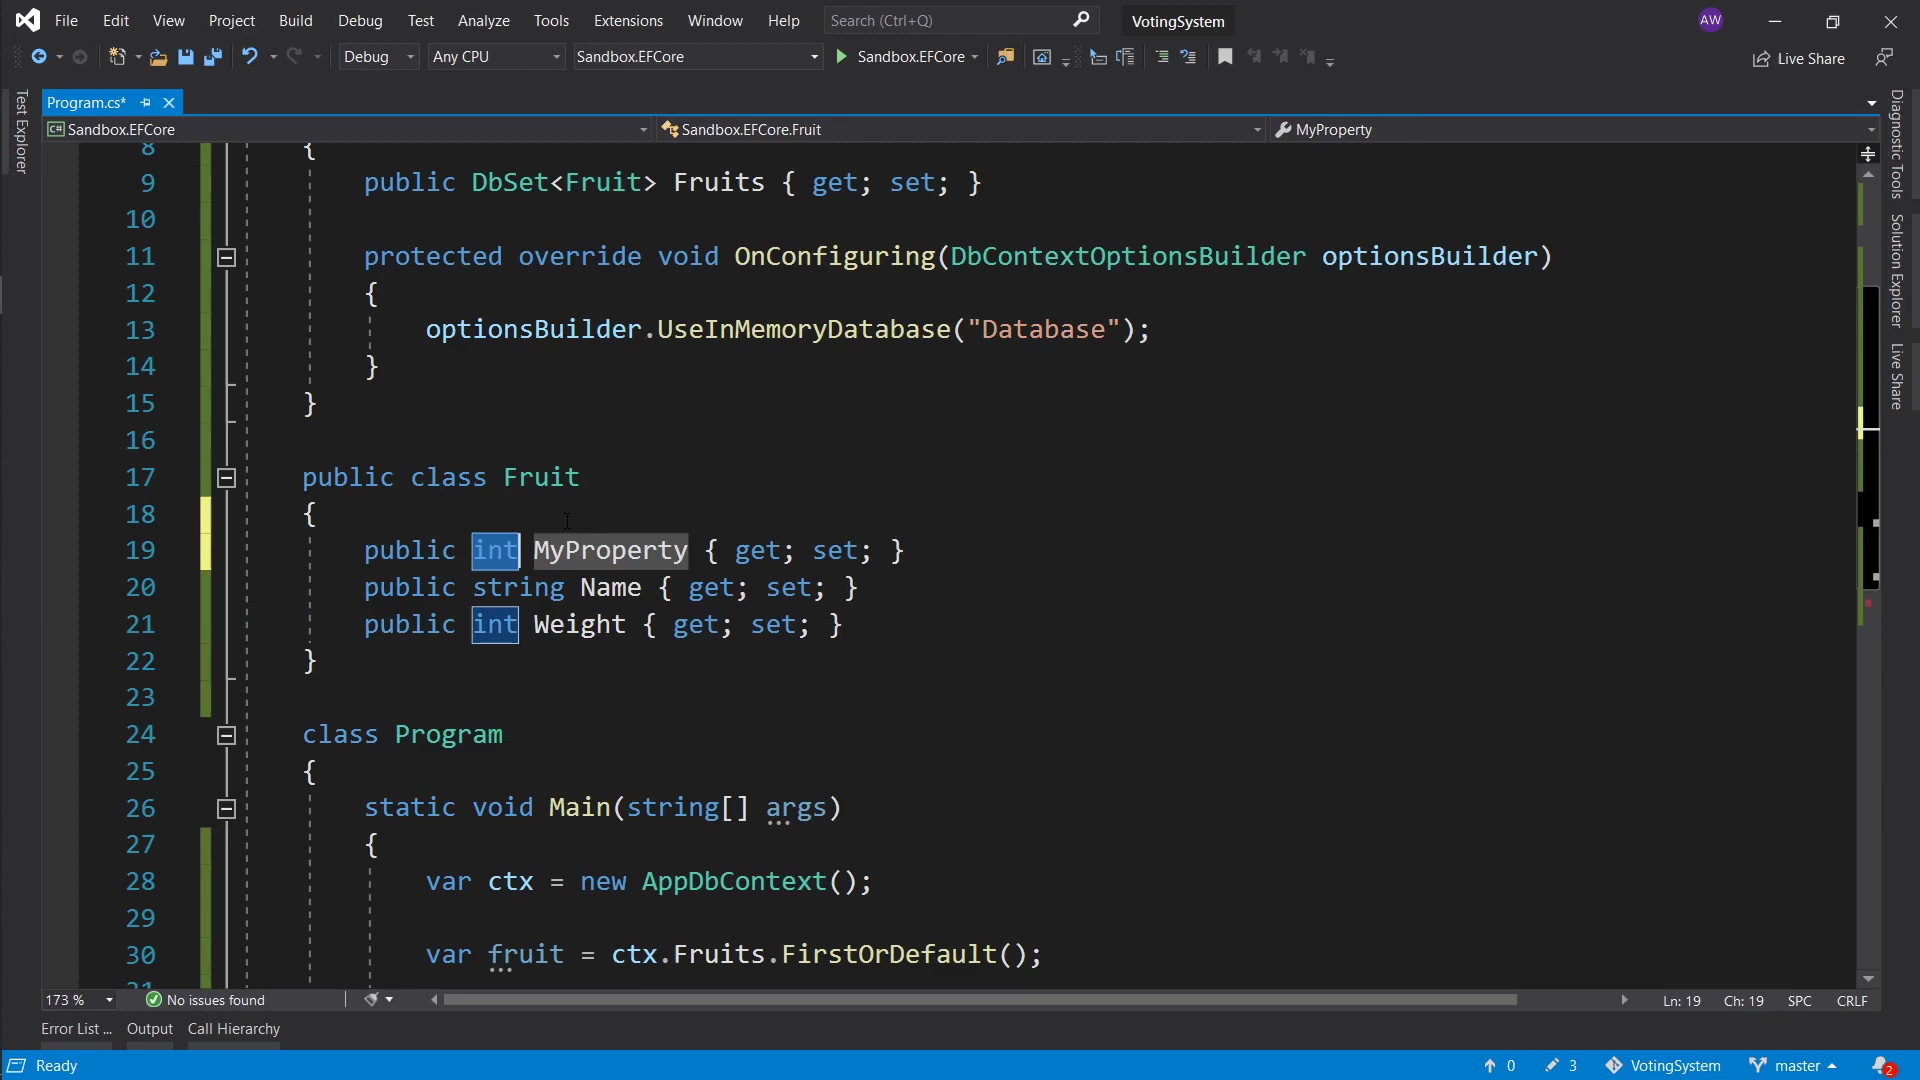 File Edit View Project Build Debug Test Analyze Tools Extensions Window Help Search (Ctrl+Q) VotingSystem AW
Debug Any CPU Sandbox.EFCore Sandbox.EFCore Live Share
Test Explorer
Program.cs*
Sandbox.EFCore Sandbox.EFCore.Fruit MyProperty
8 {
9 public DbSet<Fruit> Fruits { get; set; }
10
11 protected override void OnConfiguring(DbContextOptionsBuilder optionsBuilder)
12 {
13 optionsBuilder.UseInMemoryDatabase("Database");
14 }
15 }
16
17 public class Fruit
18 {
19 public int MyProperty { get; set; }
20 public string Name { get; set; }
21 public int Weight { get; set; }
22 }
23
24 class Program
25 {
26 static void Main(string[] args)
27 {
28 var ctx = new AppDbContext();
29
30 var fruit = ctx.Fruits.FirstOrDefault();
31
Diagnostic Tools
Solution Explorer
Live Share
173 % No issues found Ln: 19 Ch: 19 SPC CRLF
Error List ... Output Call Hierarchy
Ready 0 3 VotingSystem master 2